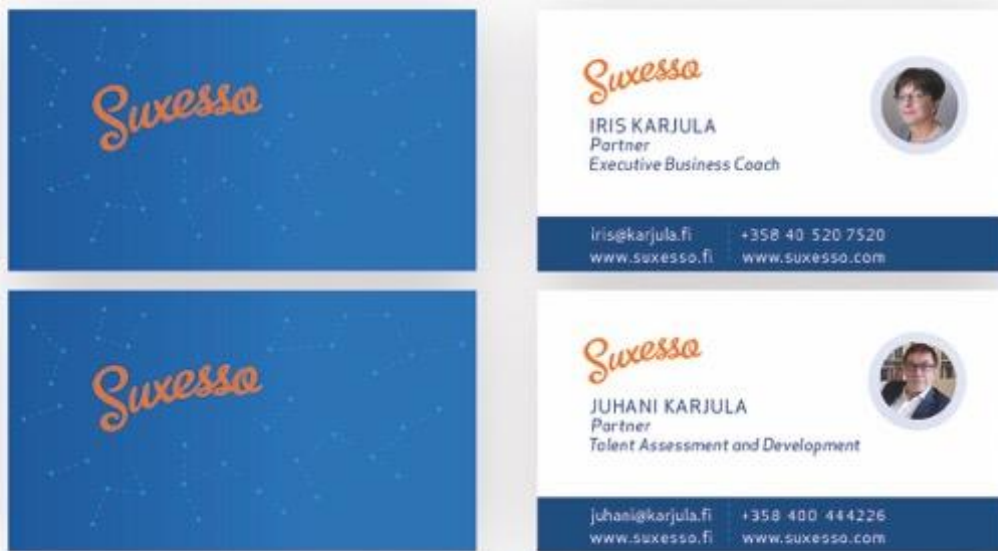 Suxesso
Suxesso
IRIS KARJULA
Partner
Executive Business Coach
iris@karjula.fi +358 40 520 7520
www.suxesso.fi www.suxesso.com
Suxesso
Suxesso
JUHANI KARJULA
Partner
Talent Assessment and Development
juhani@karjula.fi +358 400 444226
www.suxesso.fi www.suxesso.com